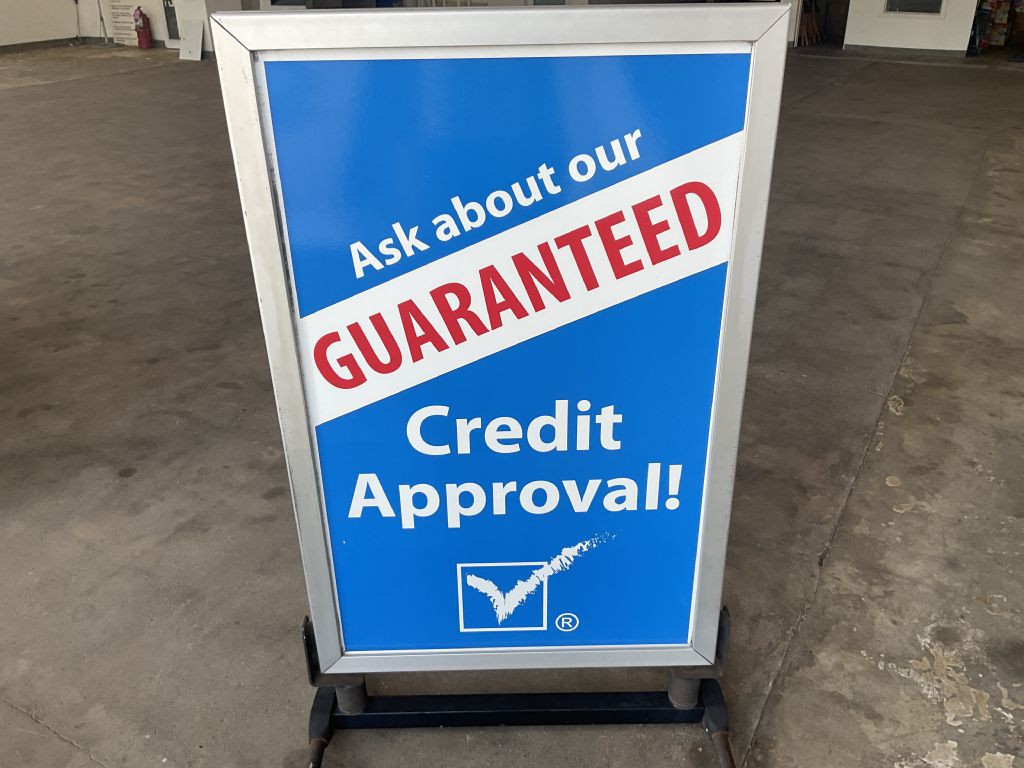 Ask about our
GUARANTEED
Credit
Approval!
®